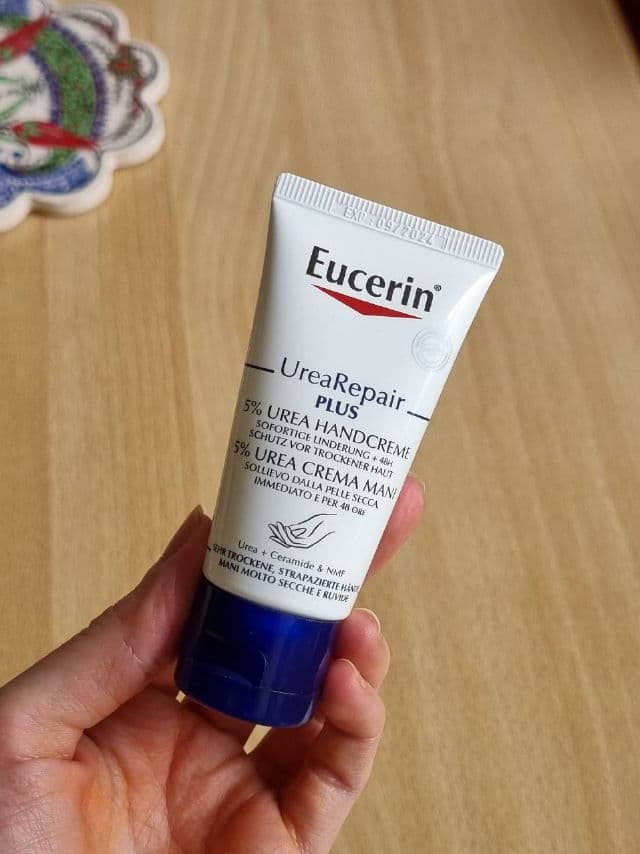 EXP 09/2024
Eucerin®
UreaRepair
PLUS
5% UREA HANDCREME
SOFORTIGE LINDERUNG + 48H
SCHUTZ VOR TROCKENER HAUT
5% UREA CREMA MANI
SOLLIEVO DALLA PELLE SECCA
IMMEDIATO E PER 48 ORE
Urea + Ceramide & NMF
SEHR TROCKENE, STRAPAZIERTE HÄNDE
MANI MOLTO SECCHE E RUVIDE